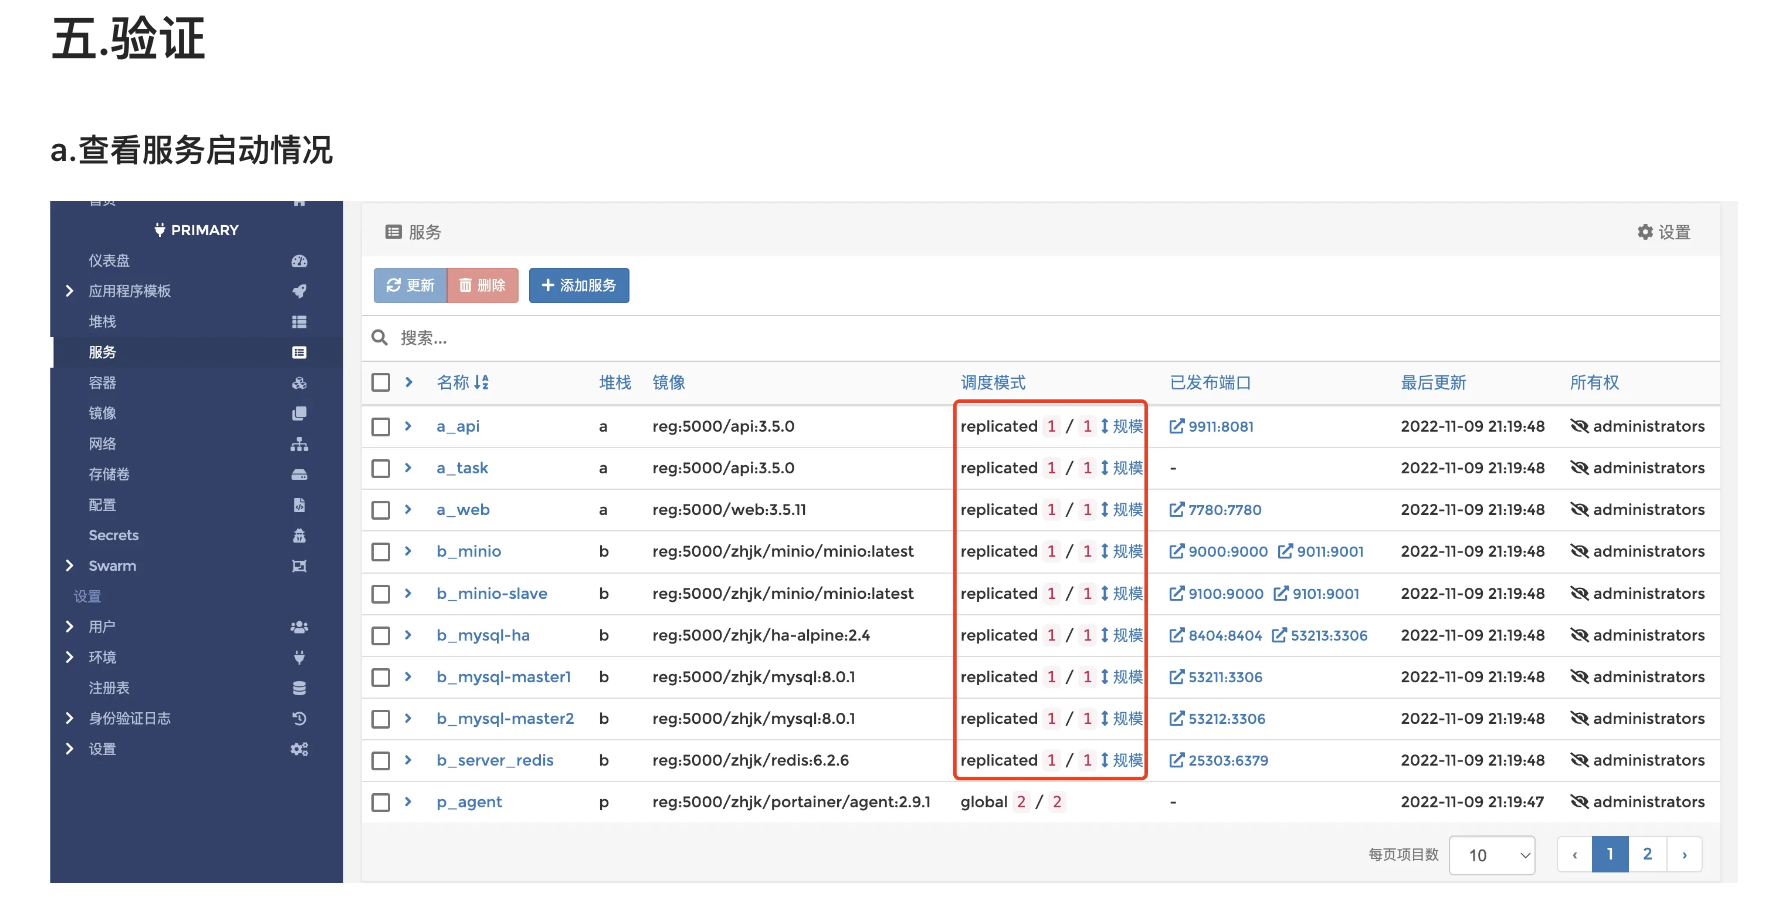 五.验证
a.查看服务启动情况
首页
PRIMARY
仪表盘
应用程序模板
堆栈
服务
容器
镜像
网络
存储卷
配置
Secrets
Swarm
设置
用户
环境
注册表
身份验证日志
设置
服务 设置
更新 删除 添加服务
搜索...
名称 堆栈 镜像 调度模式 已发布端口 最后更新 所有权
a_api a reg:5000/api:3.5.0 replicated 1 / 1 规模 9911:8081 2022-11-09 21:19:48 administrators
a_task a reg:5000/api:3.5.0 replicated 1 / 1 规模 - 2022-11-09 21:19:48 administrators
a_web a reg:5000/web:3.5.11 replicated 1 / 1 规模 7780:7780 2022-11-09 21:19:48 administrators
b_minio b reg:5000/zhjk/minio/minio:latest replicated 1 / 1 规模 9000:9000 9011:9001 2022-11-09 21:19:48 administrators
b_minio-slave b reg:5000/zhjk/minio/minio:latest replicated 1 / 1 规模 9100:9000 9101:9001 2022-11-09 21:19:48 administrators
b_mysql-ha b reg:5000/zhjk/ha-alpine:2.4 replicated 1 / 1 规模 8404:8404 53213:3306 2022-11-09 21:19:48 administrators
b_mysql-master1 b reg:5000/zhjk/mysql:8.0.1 replicated 1 / 1 规模 53211:3306 2022-11-09 21:19:48 administrators
b_mysql-master2 b reg:5000/zhjk/mysql:8.0.1 replicated 1 / 1 规模 53212:3306 2022-11-09 21:19:48 administrators
b_server_redis b reg:5000/zhjk/redis:6.2.6 replicated 1 / 1 规模 25303:6379 2022-11-09 21:19:48 administrators
p_agent p reg:5000/zhjk/portainer/agent:2.9.1 global 2 / 2 - 2022-11-09 21:19:47 administrators
每页项目数 10 ‹ 1 2 ›